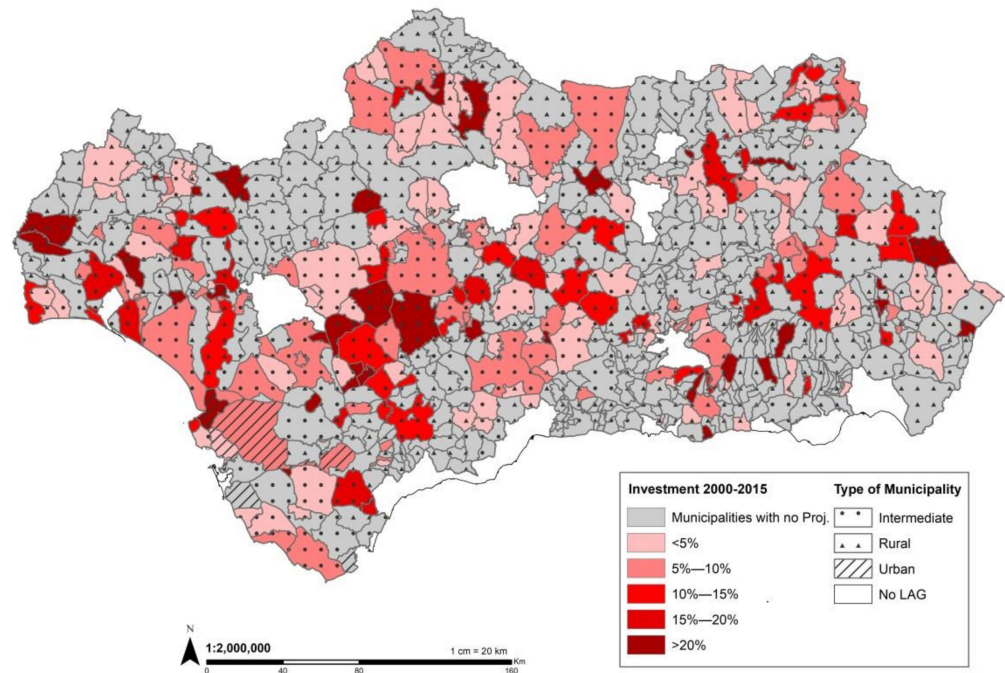 Investment 2000-2015
Municipalities with no Proj.
<5%
5%—10%
10%—15%
15%—20%
>20%
Type of Municipality
Intermediate
Rural
Urban
No LAG
N
1:2,000,000
1 cm = 20 km
Km
0 40 80 160